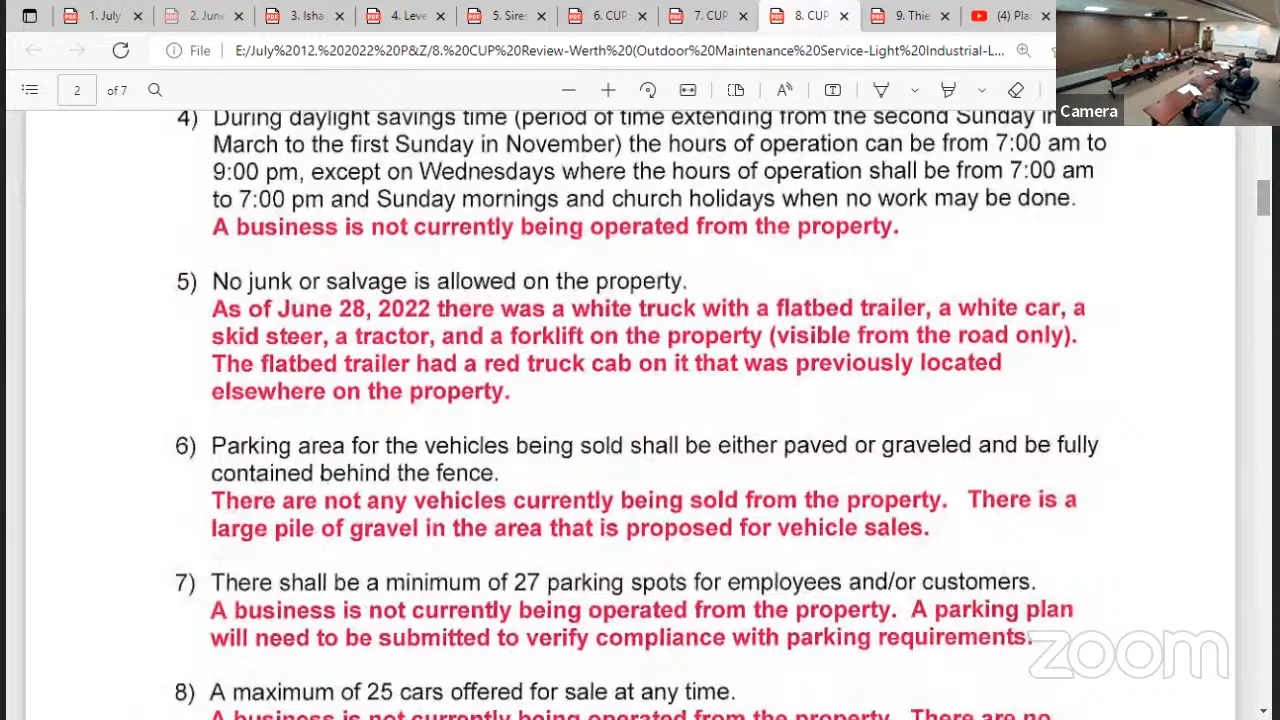 1. July
2. June
3. Isha
4. Leve
5. Sires
6. CUP
7. CUP
8. CUP
9. Thie
(4) Pla
File
E:/July%2012.%202022%20P&Z/8.%20CUP%20Review-Werth%20(Outdoor%20Maintenance%20Service-Light%20Industrial-L...
2 of 7
Camera
4) During daylight savings time (period of time extending from the second Sunday in
March to the first Sunday in November) the hours of operation can be from 7:00 am to
9:00 pm, except on Wednesdays where the hours of operation shall be from 7:00 am
to 7:00 pm and Sunday mornings and church holidays when no work may be done.
A business is not currently being operated from the property.
5) No junk or salvage is allowed on the property.
As of June 28, 2022 there was a white truck with a flatbed trailer, a white car, a
skid steer, a tractor, and a forklift on the property (visible from the road only).
The flatbed trailer had a red truck cab on it that was previously located
elsewhere on the property.
6) Parking area for the vehicles being sold shall be either paved or graveled and be fully
contained behind the fence.
There are not any vehicles currently being sold from the property. There is a
large pile of gravel in the area that is proposed for vehicle sales.
7) There shall be a minimum of 27 parking spots for employees and/or customers.
A business is not currently being operated from the property. A parking plan
will need to be submitted to verify compliance with parking requirements.
zoom
8) A maximum of 25 cars offered for sale at any time.
A business is not currently being operated from the property. There are no